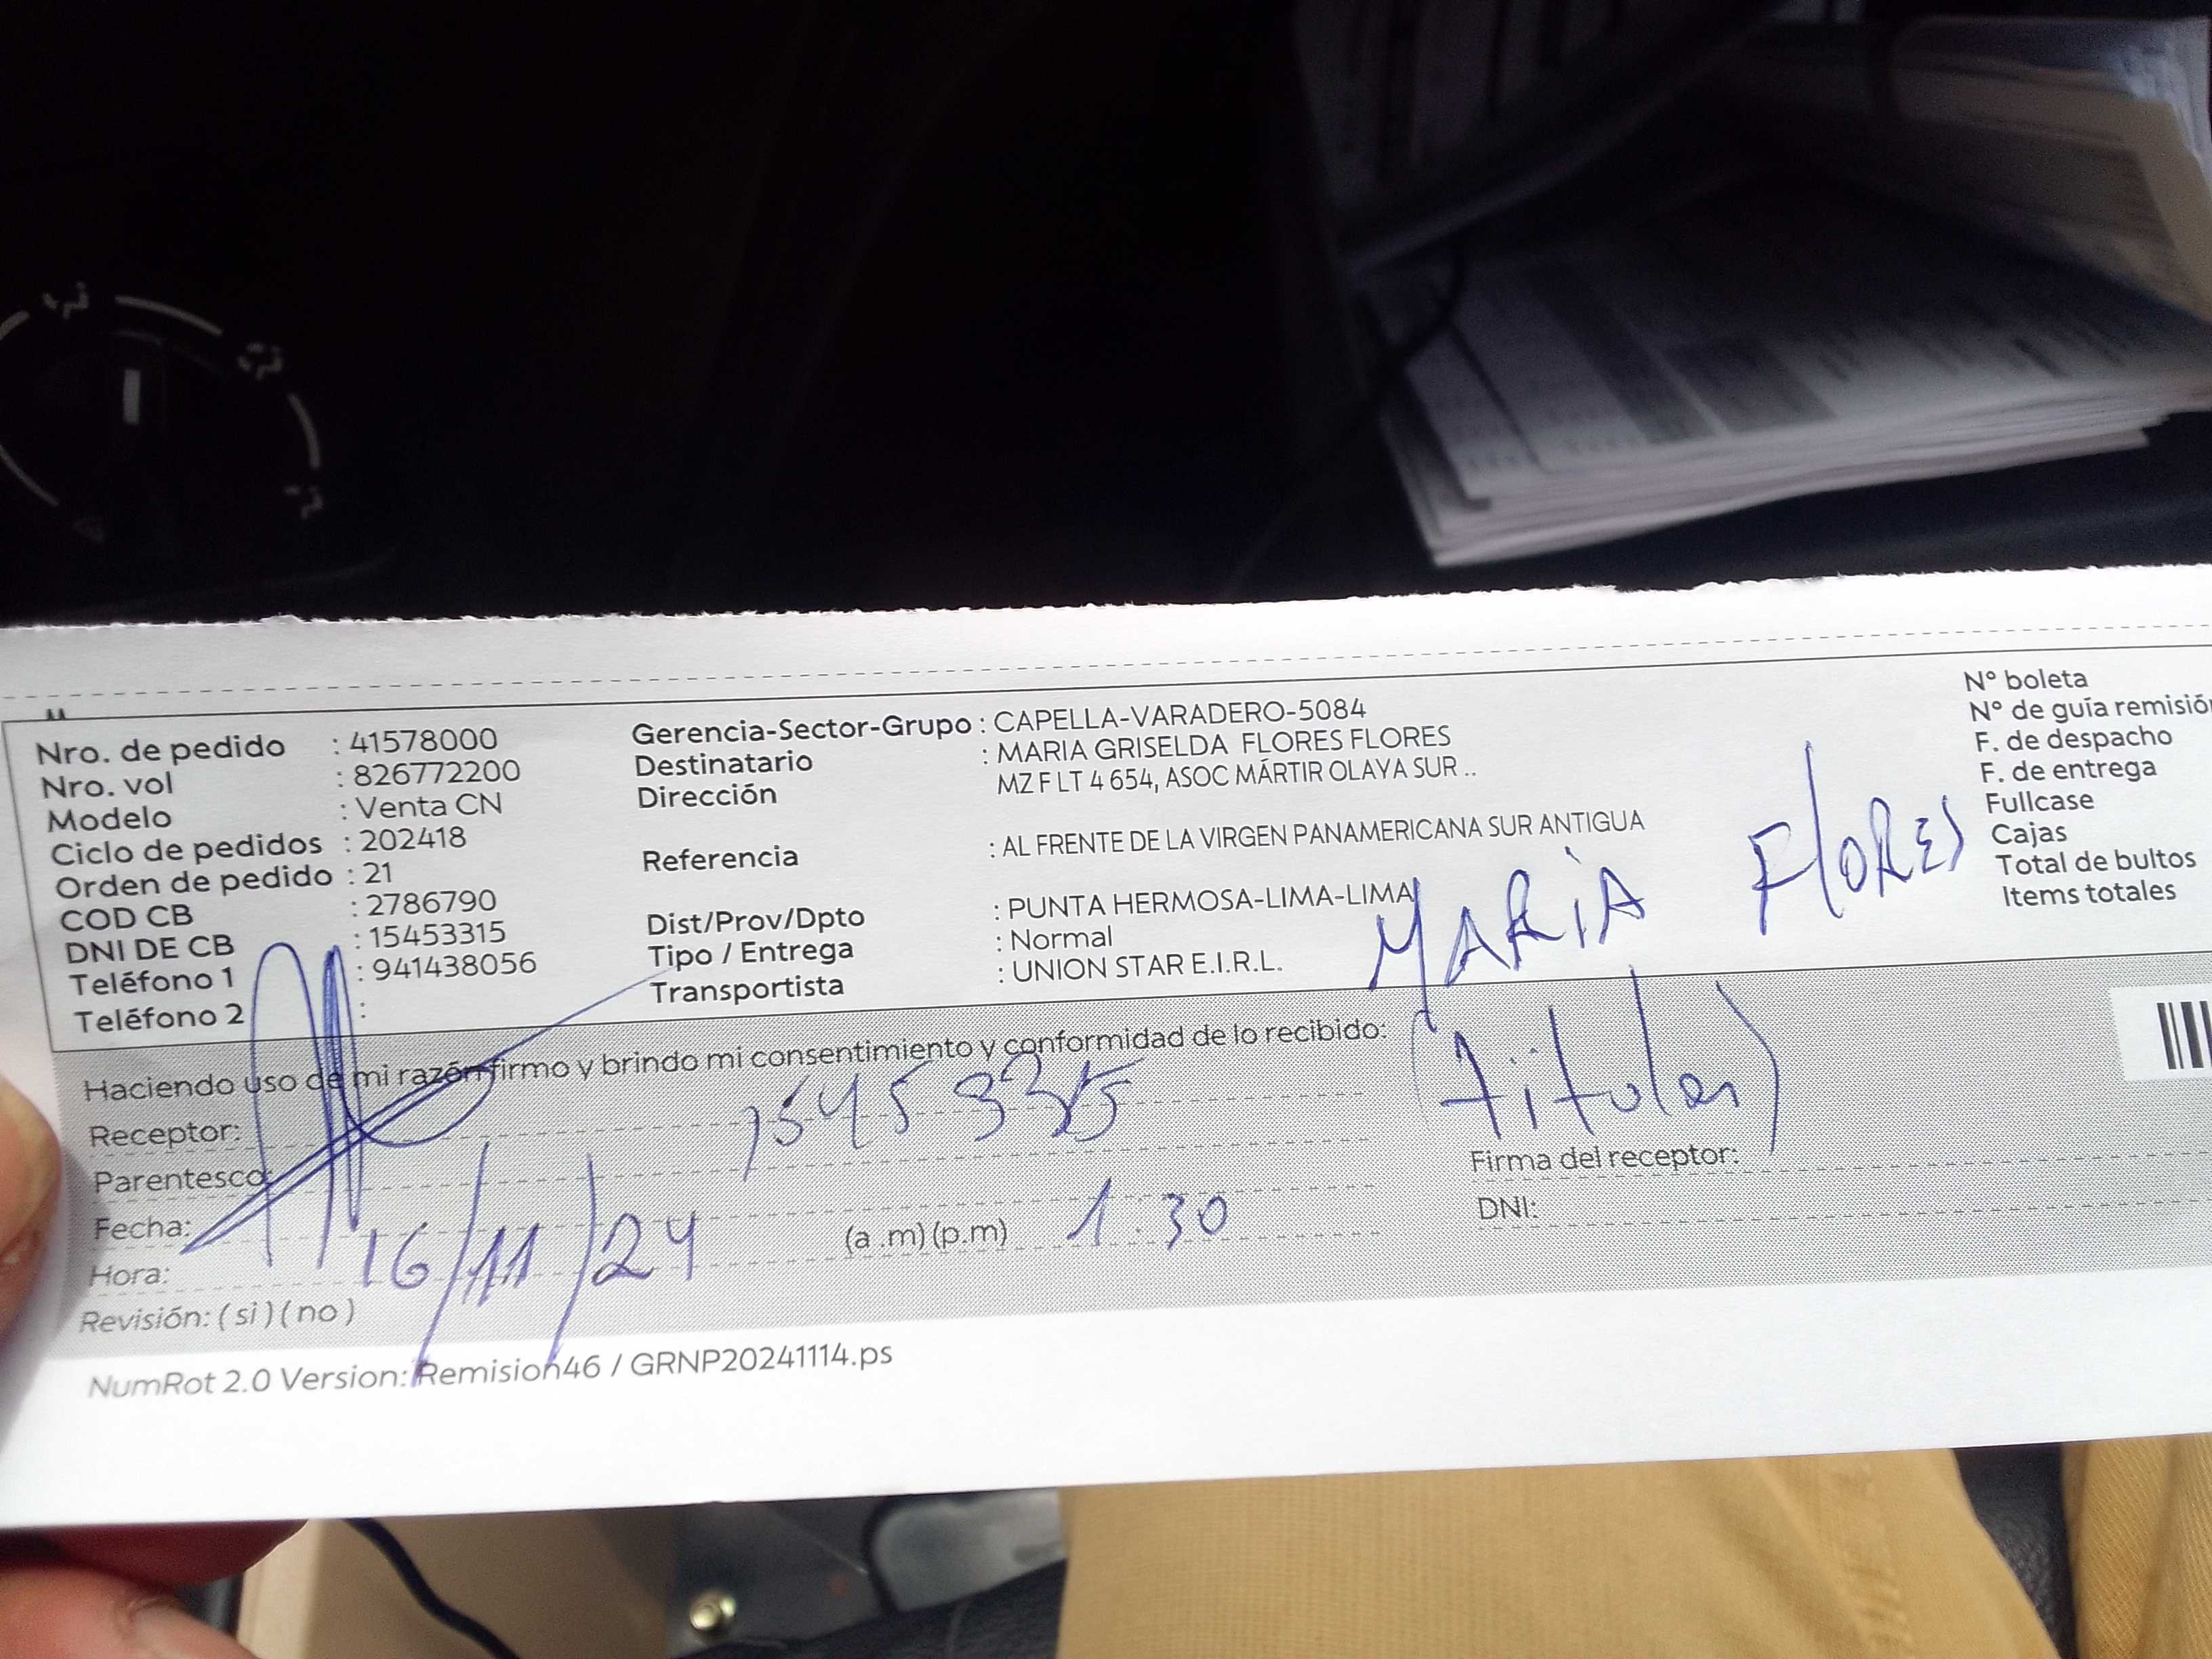 Nro. de pedido : 41578000
Nro. vol : 826772200
Modelo : Venta CN
Ciclo de pedidos : 202418
Orden de pedido : 21
COD CB : 2786790
DNI DE CB : 15453315
Teléfono 1 : 941438056
Teléfono 2 :
Gerencia-Sector-Grupo : CAPELLA-VARADERO-5084
Destinatario : MARIA GRISELDA FLORES FLORES
Dirección MZ F LT 4 654, ASOC MÁRTIR OLAYA SUR ..
Referencia : AL FRENTE DE LA VIRGEN PANAMERICANA SUR ANTIGUA
Dist/Prov/Dpto : PUNTA HERMOSA-LIMA-LIMA
Tipo / Entrega : Normal
Transportista : UNION STAR E.I.R.L.
Nº boleta
Nº de guía remisión
F. de despacho
F. de entrega
Fullcase
Cajas
Total de bultos
Items totales
MARIA FLORES
(titular)
Haciendo uso de mi razón firmo y brindo mi consentimiento y conformidad de lo recibido:
Receptor:
Parentesco:
Fecha:
Hora: 16/11/24 (a .m) (p.m) 1:30
Revisión: ( si ) ( no )
Firma del receptor:
DNI:
NumRot 2.0 Version: Remision46 / GRNP20241114.ps